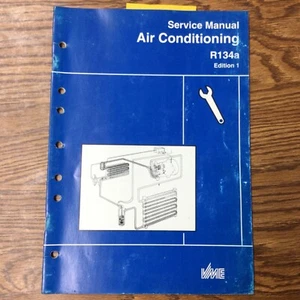 Service Manual
Air Conditioning
R134a
Edition 1
VME